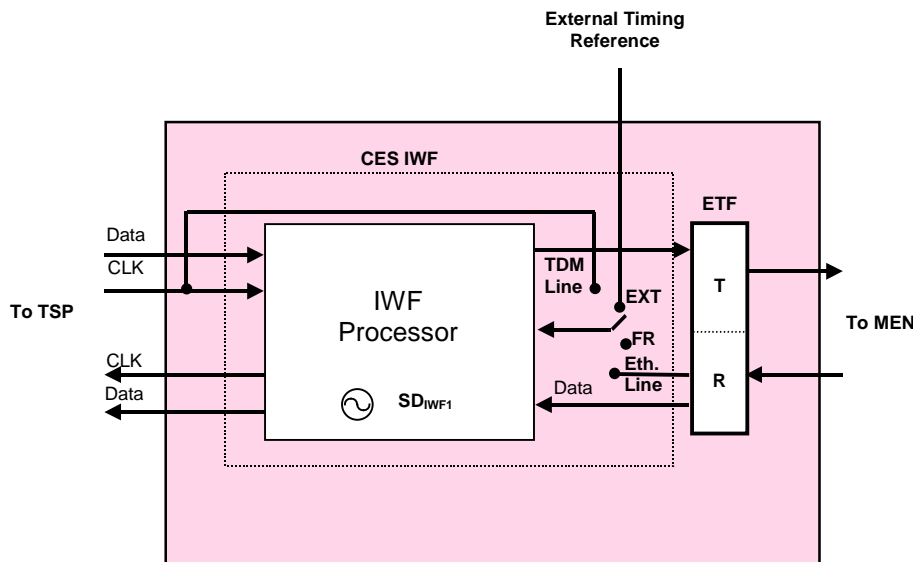 External Timing
Reference
CES IWF
ETF
Data
CLK
TDM
Line
EXT
T
To TSP
IWF
Processor
To MEN
FR
CLK
Eth.
Line
R
Data
Data
SDIWF1